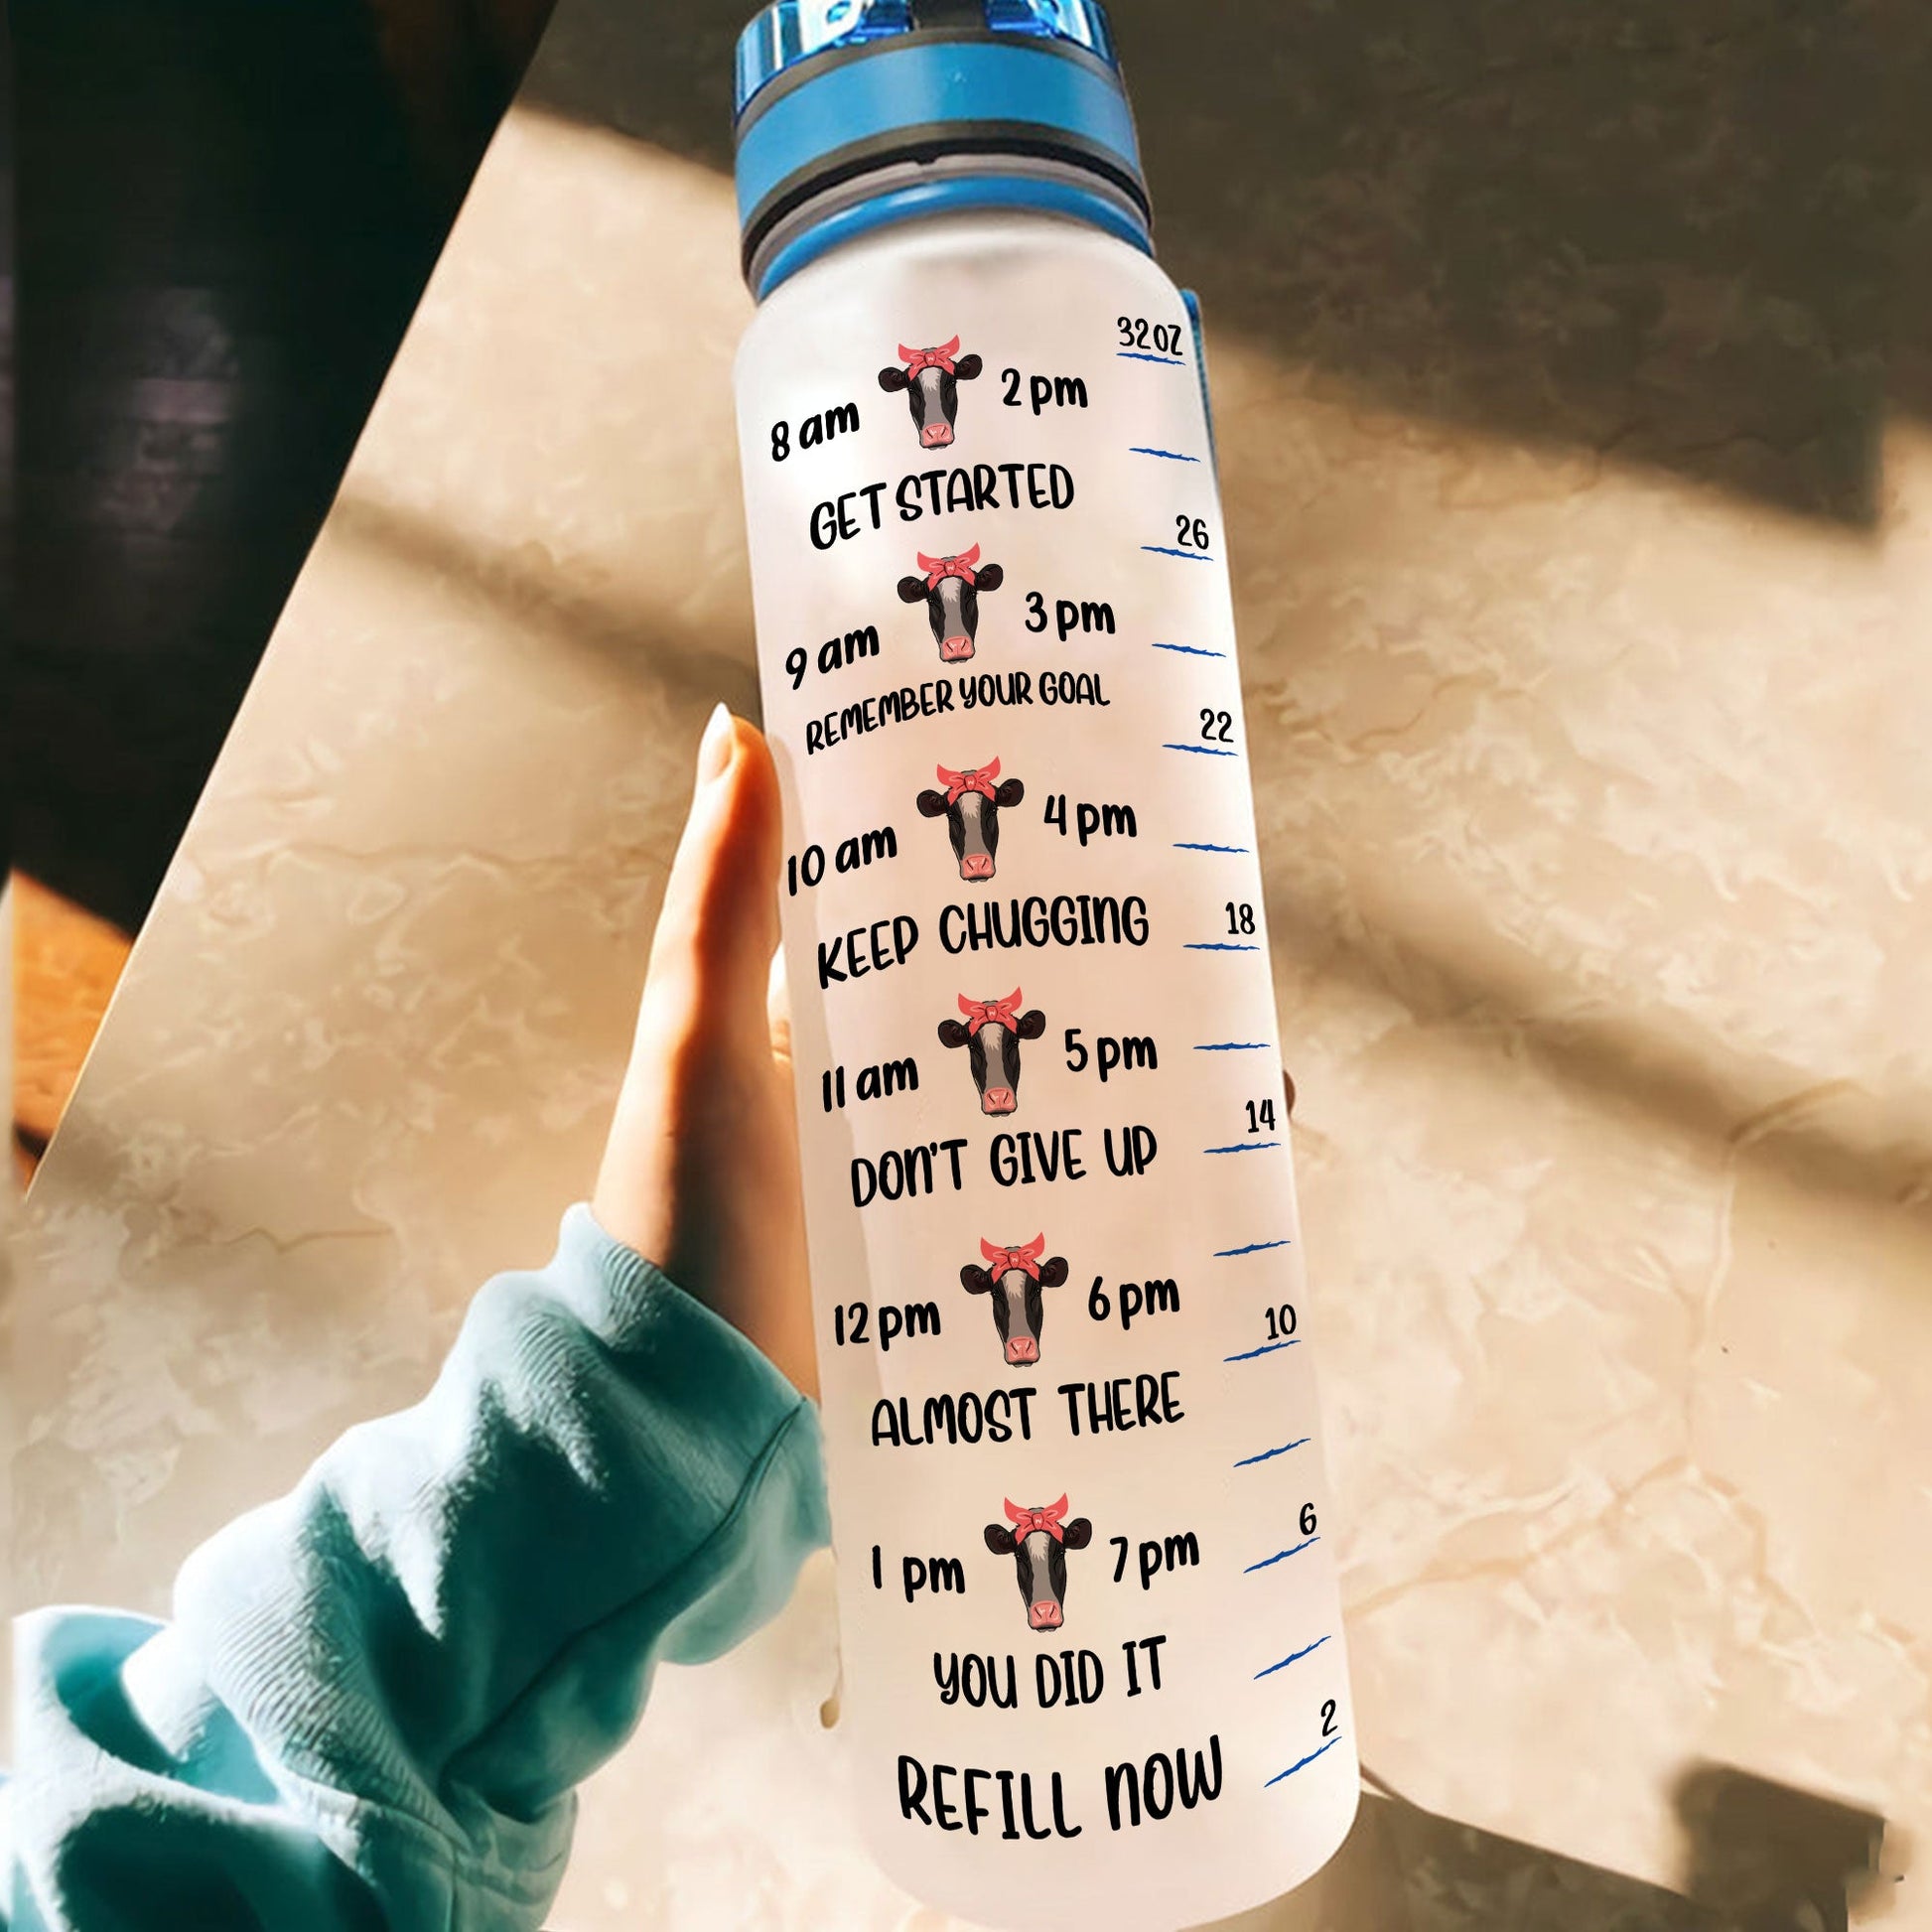 32OZ
8 am 2 pm
GET STARTED
26
9 am 3 pm
REMEMBER YOUR GOAL
22
10 am 4 pm
KEEP CHUGGING
18
11 am 5 pm
DON'T GIVE UP
14
12 pm 6 pm
10
ALMOST THERE
6
1 pm 7 pm
YOU DID IT
2
REFILL NOW